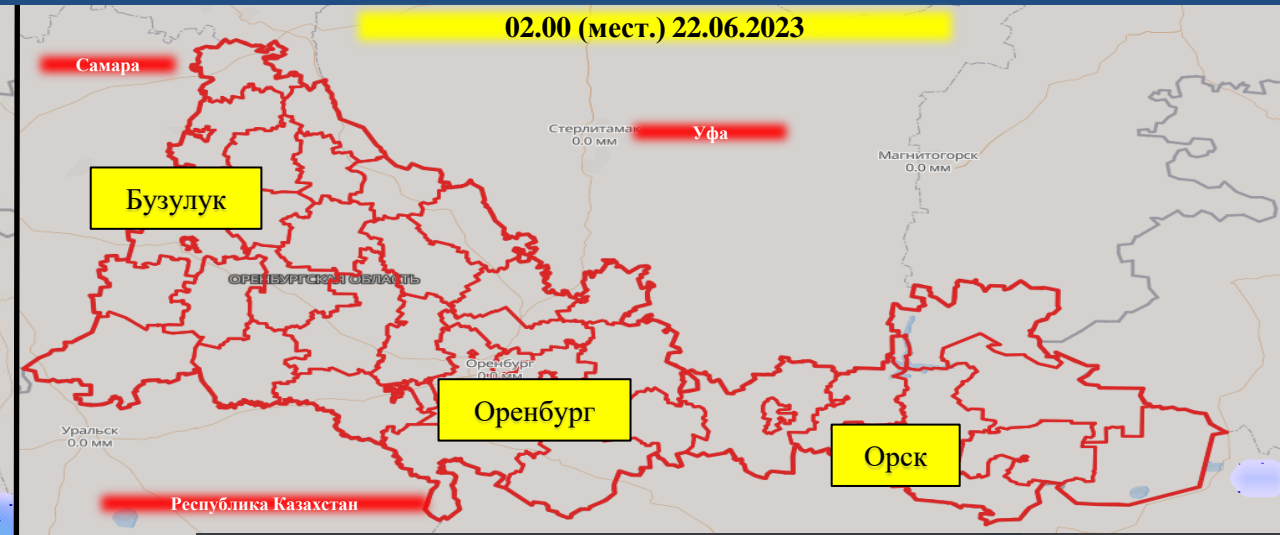 02.00 (мест.) 22.06.2023
Самара
Стерлитамак
0.0 мм
Уфа
Магнитогорск
0.0 мм
Бузулук
ОРЕНБУРГСКАЯ ОБЛАСТЬ
Оренбург
0.0 мм
Оренбург
Уральск
0.0 мм
Орск
Республика Казахстан